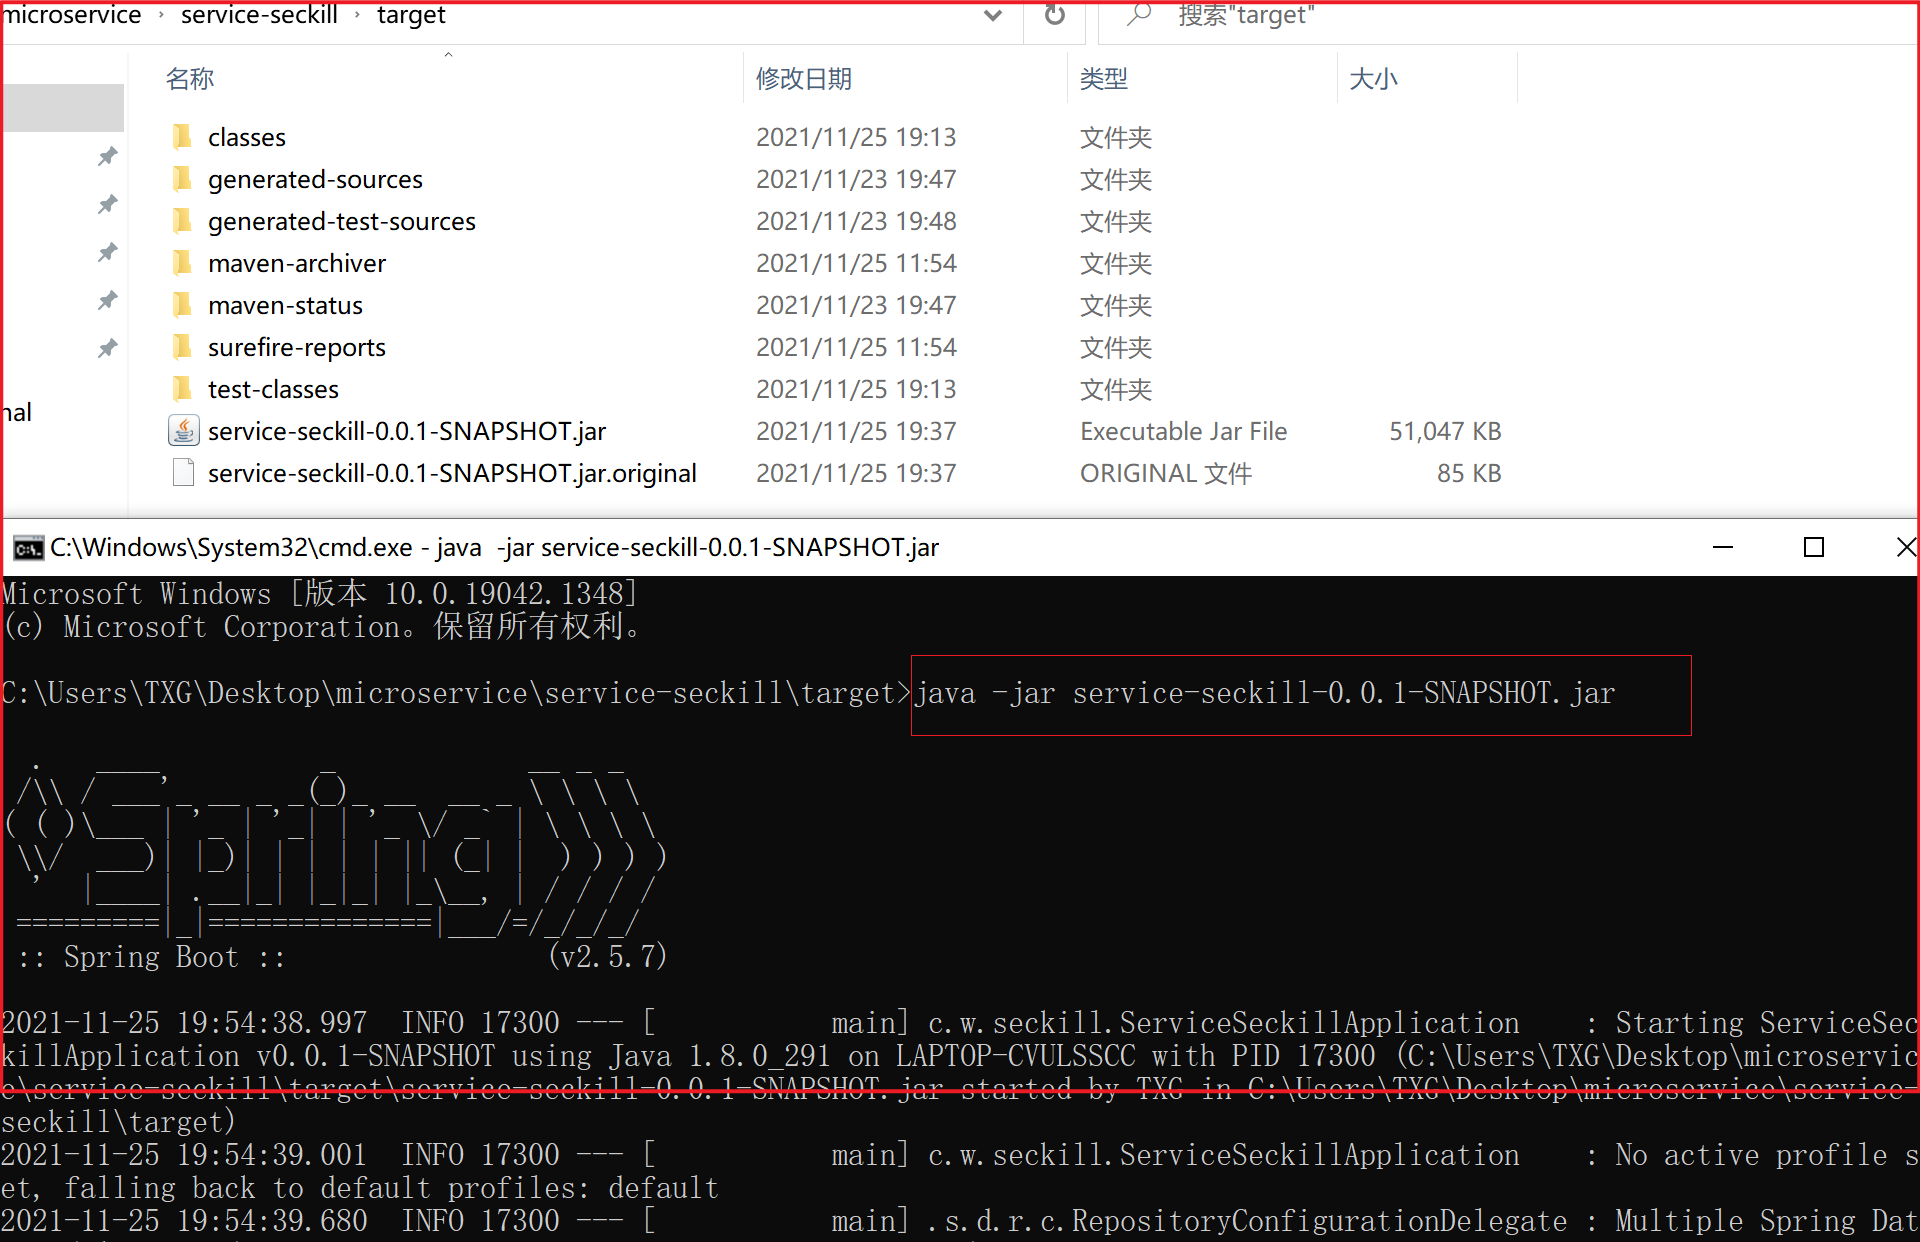 microservice › service-seckill › target 搜索"target"
名称 修改日期 类型 大小
classes 2021/11/25 19:13 文件夹
generated-sources 2021/11/23 19:47 文件夹
generated-test-sources 2021/11/23 19:48 文件夹
maven-archiver 2021/11/25 11:54 文件夹
maven-status 2021/11/23 19:47 文件夹
surefire-reports 2021/11/25 11:54 文件夹
test-classes 2021/11/25 19:13 文件夹
nal
service-seckill-0.0.1-SNAPSHOT.jar 2021/11/25 19:37 Executable Jar File 51,047 KB
service-seckill-0.0.1-SNAPSHOT.jar.original 2021/11/25 19:37 ORIGINAL 文件 85 KB
C:\Windows\System32\cmd.exe - java  -jar service-seckill-0.0.1-SNAPSHOT.jar
Microsoft Windows [版本 10.0.19042.1348]
(c) Microsoft Corporation。保留所有权利。
C:\Users\TXG\Desktop\microservice\service-seckill\target>java -jar service-seckill-0.0.1-SNAPSHOT.jar
Spring
:: Spring Boot ::                (v2.5.7)
2021-11-25 19:54:38.997  INFO 17300 --- [           main] c.w.seckill.ServiceSeckillApplication    : Starting ServiceSec
killApplication v0.0.1-SNAPSHOT using Java 1.8.0_291 on LAPTOP-CVULSSCC with PID 17300 (C:\Users\TXG\Desktop\microservic
e\service-seckill\target\service-seckill-0.0.1-SNAPSHOT.jar started by TXG in C:\Users\TXG\Desktop\microservice\service-
seckill\target)
2021-11-25 19:54:39.001  INFO 17300 --- [           main] c.w.seckill.ServiceSeckillApplication    : No active profile s
et, falling back to default profiles: default
2021-11-25 19:54:39.680  INFO 17300 --- [           main] .s.d.r.c.RepositoryConfigurationDelegate : Multiple Spring Dat